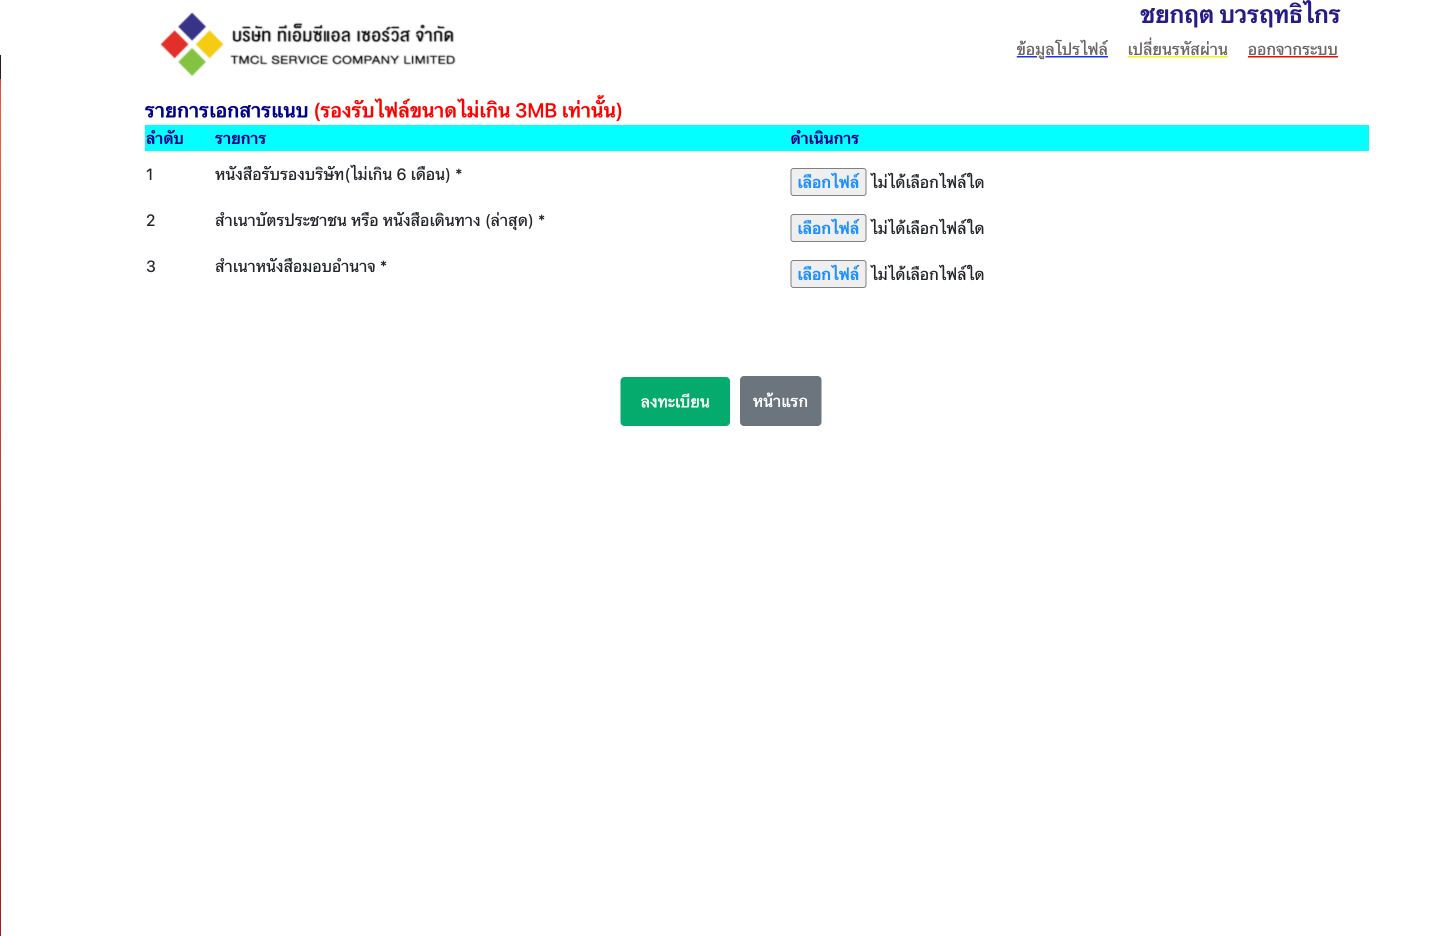 บริษัท ทีเอ็มซีแอล เซอร์วิส จำกัด
TMCL SERVICE COMPANY LIMITED
ชยกฤต บวรฤทธิไกร
ข้อมูลโปรไฟล์ เปลี่ยนรหัสผ่าน ออกจากระบบ
รายการเอกสารแนบ (รองรับไฟล์ขนาดไม่เกิน 3MB เท่านั้น)
ลำดับ รายการ ดำเนินการ
1 หนังสือรับรองบริษัท(ไม่เกิน 6 เดือน) * เลือกไฟล์ ไม่ได้เลือกไฟล์ใด
2 สำเนาบัตรประชาชน หรือ หนังสือเดินทาง (ล่าสุด) * เลือกไฟล์ ไม่ได้เลือกไฟล์ใด
3 สำเนาหนังสือมอบอำนาจ * เลือกไฟล์ ไม่ได้เลือกไฟล์ใด
ลงทะเบียน หน้าแรก